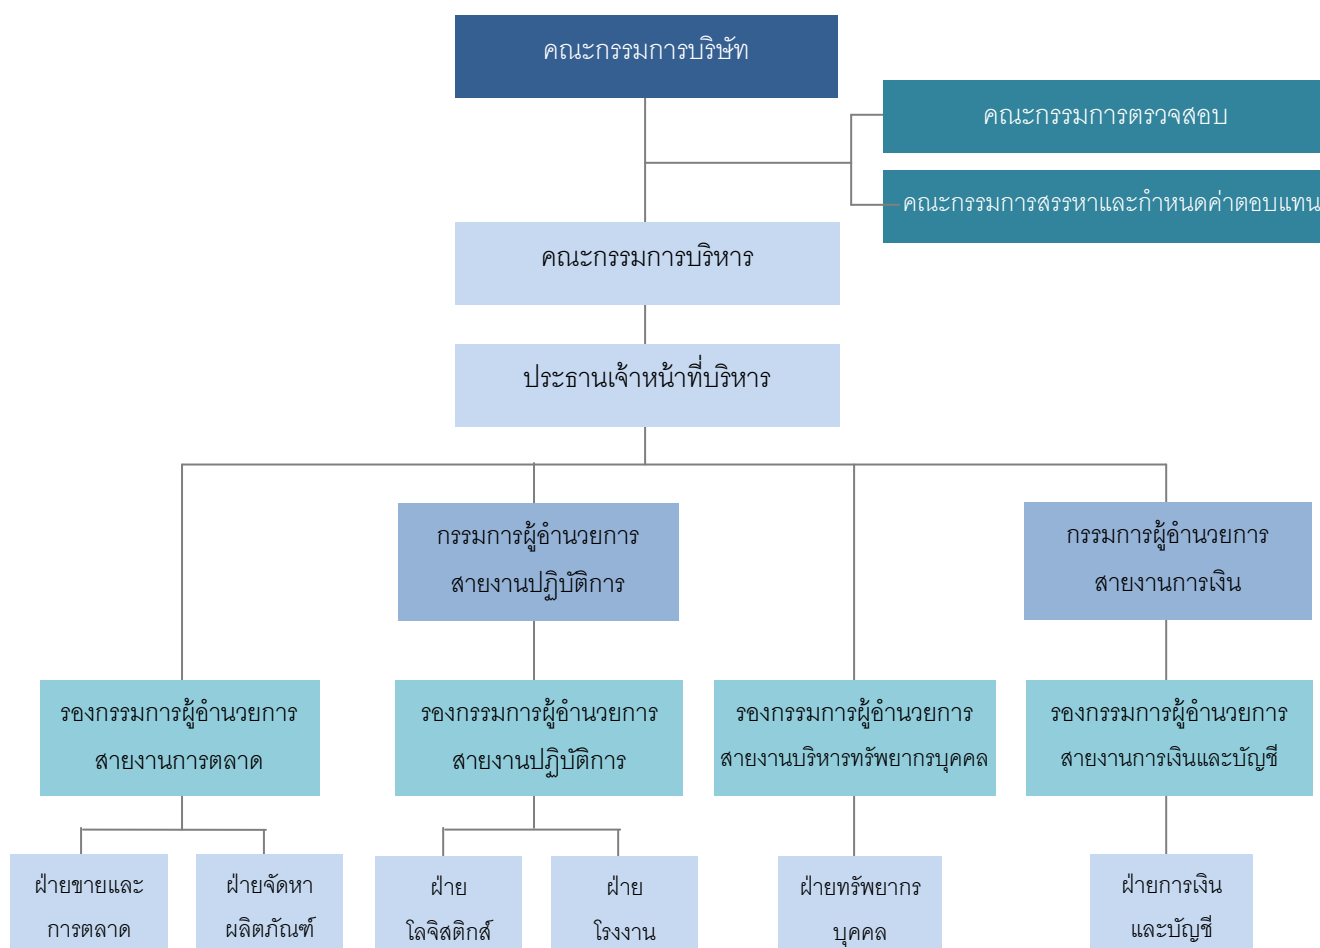 คณะกรรมการบริษัท
คณะกรรมการตรวจสอบ
คณะกรรมการสรรหาและกำหนดค่าตอบแทน
คณะกรรมการบริหาร
ประธานเจ้าหน้าที่บริหาร
กรรมการผู้อำนวยการ
สายงานปฏิบัติการ
กรรมการผู้อำนวยการ
สายงานการเงิน
รองกรรมการผู้อำนวยการ
สายงานการตลาด
รองกรรมการผู้อำนวยการ
สายงานปฏิบัติการ
รองกรรมการผู้อำนวยการ
สายงานบริหารทรัพยากรบุคคล
รองกรรมการผู้อำนวยการ
สายงานการเงินและบัญชี
ฝ่ายขายและ
การตลาด
ฝ่ายจัดหา
ผลิตภัณฑ์
ฝ่าย
โลจิสติกส์
ฝ่าย
โรงงาน
ฝ่ายทรัพยากร
บุคคล
ฝ่ายการเงิน
และบัญชี